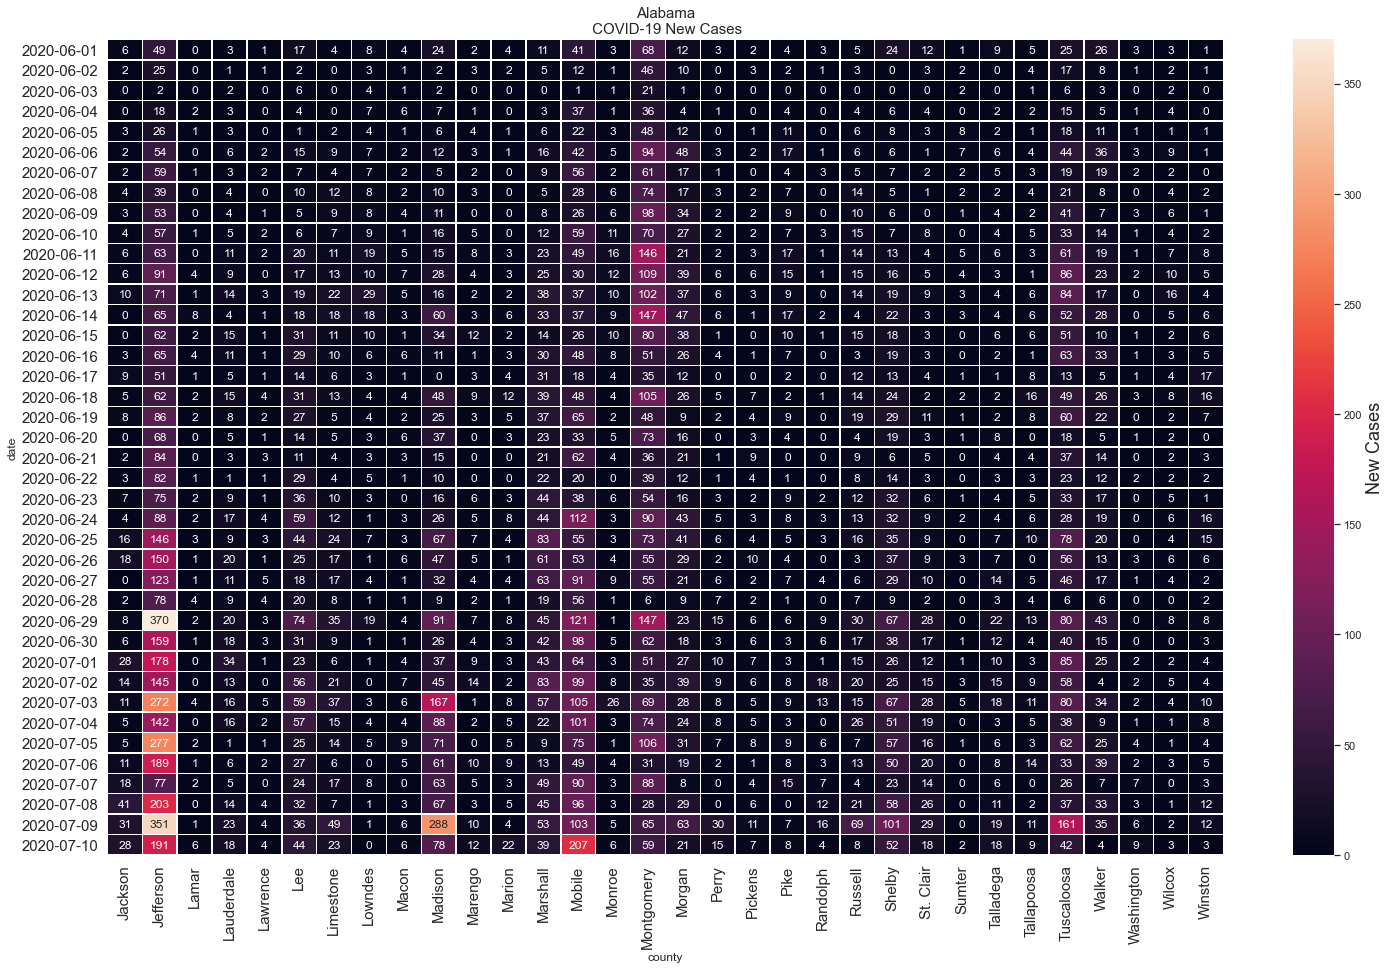 Alabama
COVID-19 New Cases
2020-06-01 6 49 0 3 1 17 4 8 4 24 2 4 11 41 3 68 12 3 2 4 3 5 24 12 1 9 5 25 26 3 3 1
2020-06-02 2 25 0 1 1 2 0 3 1 2 3 2 5 12 1 46 10 0 3 2 1 3 0 3 2 0 4 17 8 1 2 1
2020-06-03 0 2 0 2 0 6 0 4 1 2 0 0 0 1 1 21 1 0 0 0 0 0 0 0 2 0 1 6 3 0 2 0
2020-06-04 0 18 2 3 0 4 0 7 6 7 1 0 3 37 1 36 4 1 0 4 0 4 6 4 0 2 2 15 5 1 4 0
2020-06-05 3 26 1 3 0 1 2 4 1 6 4 1 6 22 3 48 12 0 1 11 0 6 8 3 8 2 1 18 11 1 1 1
2020-06-06 2 54 0 6 2 15 9 7 2 12 3 1 16 42 5 94 48 3 2 17 1 6 6 1 7 6 4 44 36 3 9 1
2020-06-07 2 59 1 3 2 7 4 7 2 5 2 0 9 56 2 61 17 1 0 4 3 5 7 2 2 5 3 19 19 2 2 0
2020-06-08 4 39 0 4 0 10 12 8 2 10 3 0 5 28 6 74 17 3 2 7 0 14 5 1 2 2 4 21 8 0 4 2
2020-06-09 3 53 0 4 1 5 9 8 4 11 0 0 8 26 6 98 34 2 2 9 0 10 6 0 1 4 2 41 7 3 6 1
2020-06-10 4 57 1 5 2 6 7 9 1 16 5 0 12 59 11 70 27 2 2 7 3 15 7 8 0 4 5 33 14 1 4 2
2020-06-11 6 63 0 11 2 20 11 19 5 15 8 3 23 49 16 146 21 2 3 17 1 14 13 4 5 6 3 61 19 1 7 8
2020-06-12 6 91 4 9 0 17 13 10 7 28 4 3 25 30 12 109 39 6 6 15 1 15 16 5 4 3 1 86 23 2 10 5
2020-06-13 10 71 1 14 3 19 22 29 5 16 2 2 38 37 10 102 37 6 3 9 0 14 19 9 3 4 6 84 17 0 16 4
2020-06-14 0 65 8 4 1 18 18 18 3 60 3 6 33 37 9 147 47 6 1 17 2 4 22 3 3 4 6 52 28 0 5 6
2020-06-15 0 62 2 15 1 31 11 10 1 34 12 2 14 26 10 80 38 1 0 10 1 15 18 3 0 6 6 51 10 1 2 6
2020-06-16 3 65 4 11 1 29 10 6 6 11 1 3 30 48 8 51 26 4 1 7 0 3 19 3 0 2 1 63 33 1 3 5
2020-06-17 9 51 1 5 1 14 6 3 1 0 3 4 31 18 4 35 12 0 0 2 0 12 13 4 1 1 8 13 5 1 4 17
2020-06-18 5 62 2 15 4 31 13 4 4 48 9 12 39 48 4 105 26 5 7 2 1 14 24 2 2 2 16 49 26 3 8 16
2020-06-19 8 86 2 8 2 27 5 4 2 25 3 5 37 65 2 48 9 2 4 9 0 19 29 11 1 2 8 60 22 0 2 7
2020-06-20 0 68 0 5 1 14 5 3 6 37 0 3 23 33 5 73 16 0 3 4 0 4 19 3 1 8 0 18 5 1 2 0
2020-06-21 2 84 0 3 3 11 4 3 3 15 0 0 21 62 4 36 21 1 9 0 0 9 6 5 0 4 4 37 14 0 2 3
2020-06-22 3 82 1 1 1 29 4 5 1 10 0 0 22 20 0 39 12 1 4 1 0 8 14 3 0 3 3 23 12 2 2 2
2020-06-23 7 75 2 9 1 36 10 3 0 16 6 3 44 38 6 54 16 3 2 9 2 12 32 6 1 4 5 33 17 0 5 1
2020-06-24 4 88 2 17 4 59 12 1 3 26 5 8 44 112 3 90 43 5 3 8 3 13 32 9 2 4 6 28 19 0 6 16
2020-06-25 16 146 3 9 3 44 24 7 3 67 7 4 83 55 3 73 41 6 4 5 3 16 35 9 0 7 10 78 20 0 4 15
2020-06-26 18 150 1 20 1 25 17 1 6 47 5 1 61 53 4 55 29 2 10 4 0 3 37 9 3 7 0 56 13 3 6 6
2020-06-27 0 123 1 11 5 18 17 4 1 32 4 4 63 91 9 55 21 6 2 7 4 6 29 10 0 14 5 46 17 1 4 2
2020-06-28 2 78 4 9 4 20 8 1 1 9 2 1 19 56 1 6 9 7 2 1 0 7 9 2 0 3 4 6 6 0 0 2
2020-06-29 8 370 2 20 3 74 35 19 4 91 7 8 45 121 1 147 23 15 6 6 9 30 67 28 0 22 13 80 43 0 8 8
2020-06-30 6 159 1 18 3 31 9 1 1 26 4 3 42 98 5 62 18 3 6 3 6 8 38 17 1 12 4 40 15 0 0 3
2020-07-01 28 178 0 34 1 23 6 1 4 37 9 3 43 64 3 51 27 10 7 3 1 15 26 12 1 10 3 85 25 2 2 4
2020-07-02 14 145 0 13 0 56 21 0 7 45 14 2 83 99 8 35 39 9 6 8 18 20 25 15 3 15 9 58 4 2 5 4
2020-07-03 11 272 4 16 5 59 37 3 6 167 1 8 57 105 26 69 28 8 5 9 13 15 67 28 5 18 11 80 34 2 4 10
2020-07-04 5 142 0 16 2 57 15 4 4 88 2 5 22 101 3 74 24 8 5 3 0 26 51 19 0 3 5 38 9 1 1 8
2020-07-05 5 277 2 1 1 25 14 5 9 71 0 5 9 75 1 106 31 7 8 9 6 7 57 16 1 6 3 62 25 4 1 4
2020-07-06 11 189 1 6 2 27 6 0 5 61 10 9 13 49 4 31 19 2 1 8 3 13 50 20 0 8 14 33 39 2 3 5
2020-07-07 18 77 2 5 0 24 17 8 0 63 5 3 49 90 3 88 8 0 4 15 7 4 23 14 0 6 0 26 7 7 0 3
2020-07-08 41 203 0 14 4 32 7 1 3 67 3 5 45 96 3 28 29 0 6 0 12 21 58 26 0 11 2 37 33 1 3 12
2020-07-09 31 351 1 23 4 36 49 1 6 288 10 4 53 103 5 65 63 30 11 7 16 69 101 29 0 19 11 161 35 6 2 12
2020-07-10 28 191 6 18 4 44 23 0 6 78 12 22 39 207 6 59 21 15 7 8 4 8 52 18 2 18 9 42 4 9 3 3
Jackson Jefferson Lamar Lauderdale Lawrence Lee Limestone Lowndes Macon Madison Marengo Marion Marshall Mobile Monroe Montgomery Morgan Perry Pickens Pike Randolph Russell Shelby St. Clair Sumter Talladega Tallapoosa Tuscaloosa Walker Washington Wilcox Winston
county
date
350
300
250
200
150
100
50
0
New Cases